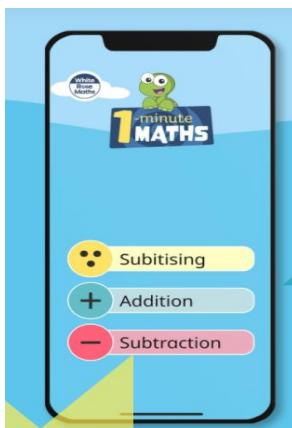 White
Rose
Maths
1-minute
MATHS
Subitising
+ Addition
− Subtraction